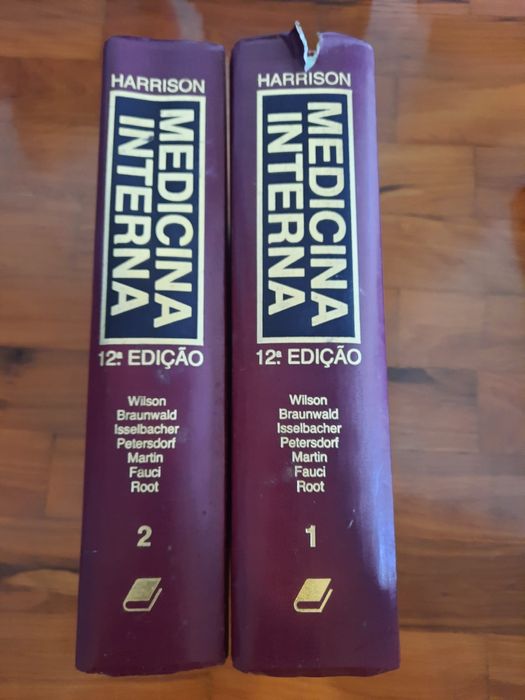 HARRISON
MEDICINA
INTERNA
12ª EDIÇÃO
Wilson
Braunwald
Isselbacher
Petersdorf
Martin
Fauci
Root
2
HARRISON
MEDICINA
INTERNA
12ª EDIÇÃO
Wilson
Braunwald
Isselbacher
Petersdorf
Martin
Fauci
Root
1